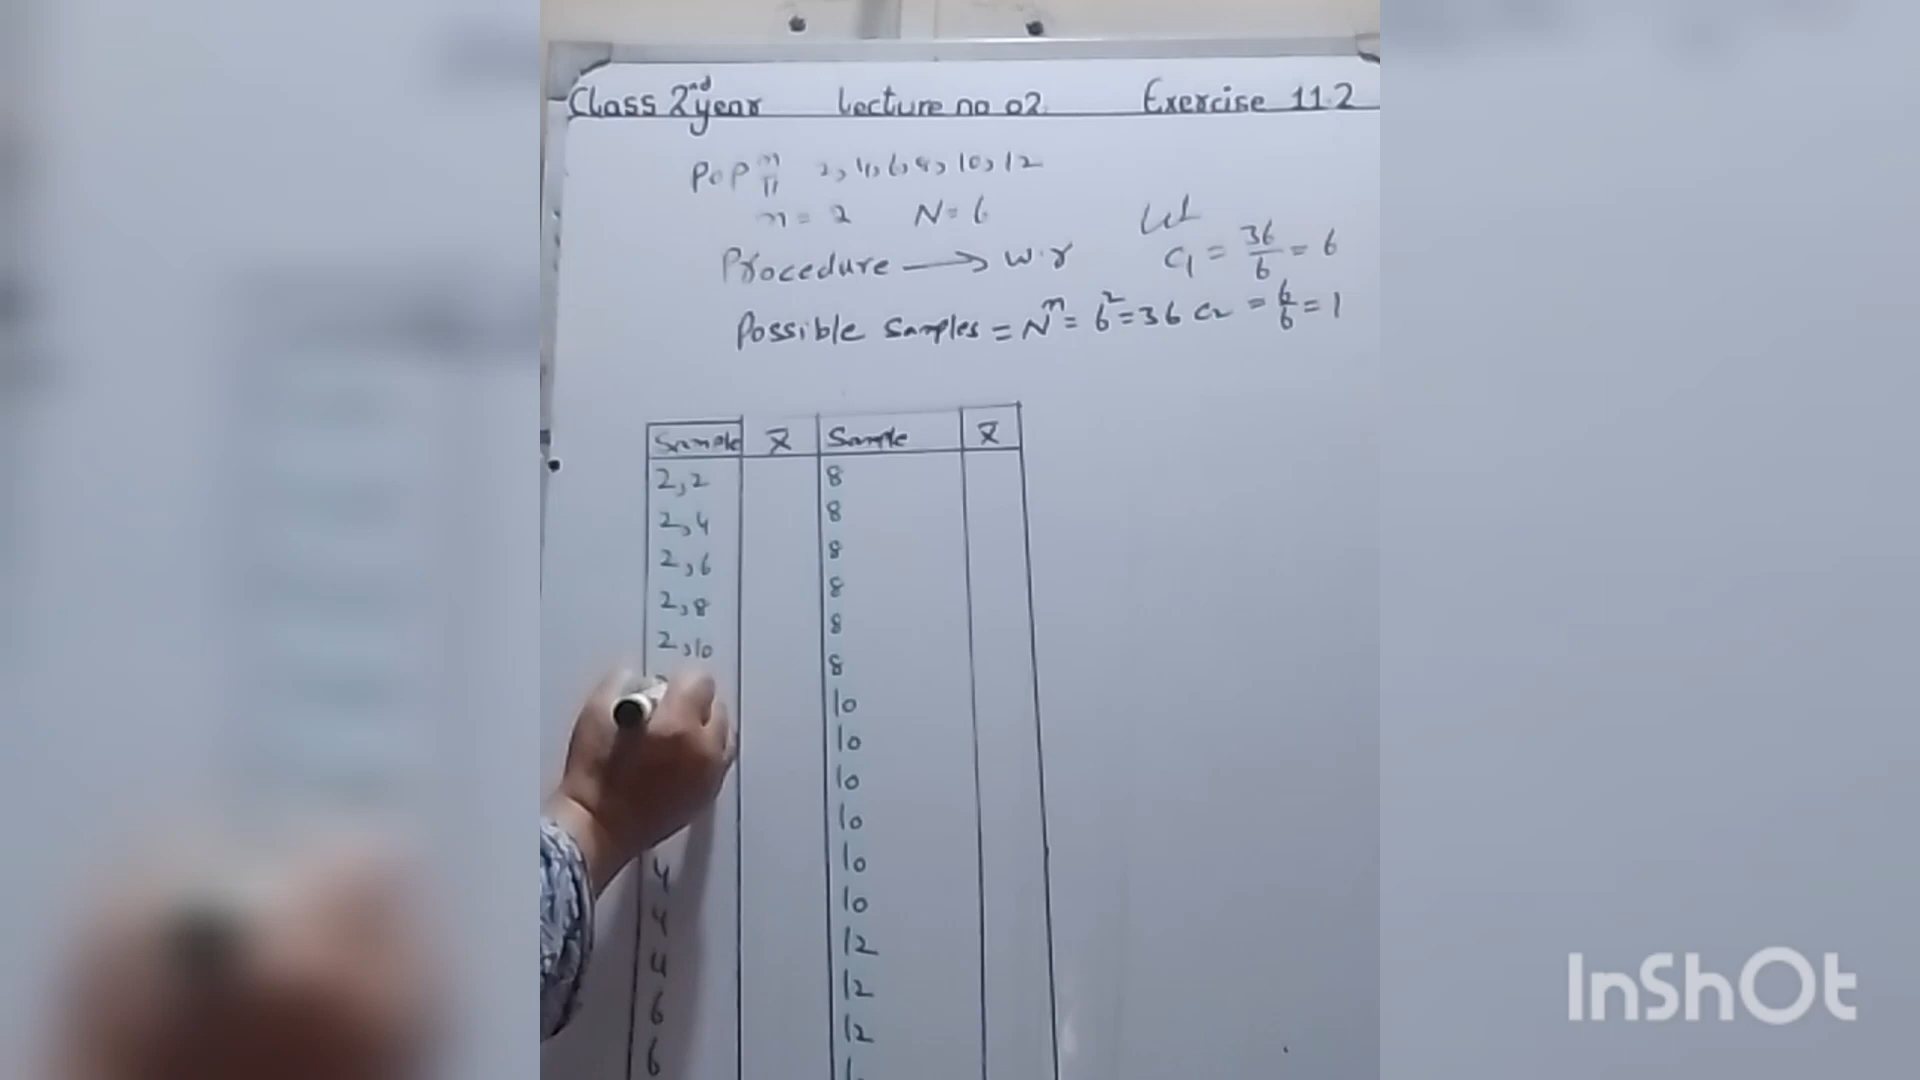 Class 2nd year Lecture no 02 Exercise 11.2
Popn 2, 4, 6, 8, 10, 12
n = 2 N = 6
Procedure → w.r C1 = 36/6 = 6
Possible Samples = N^n = 6^2 = 36 C2 = 6/6 = 1
Sample X̄ Sample X̄
2,2 8
2,4 8
2,6 8
2,8 8
2,10 8
8
10
10
10
10
4 10
4 10
4 12
6 12
6 12
InShOt